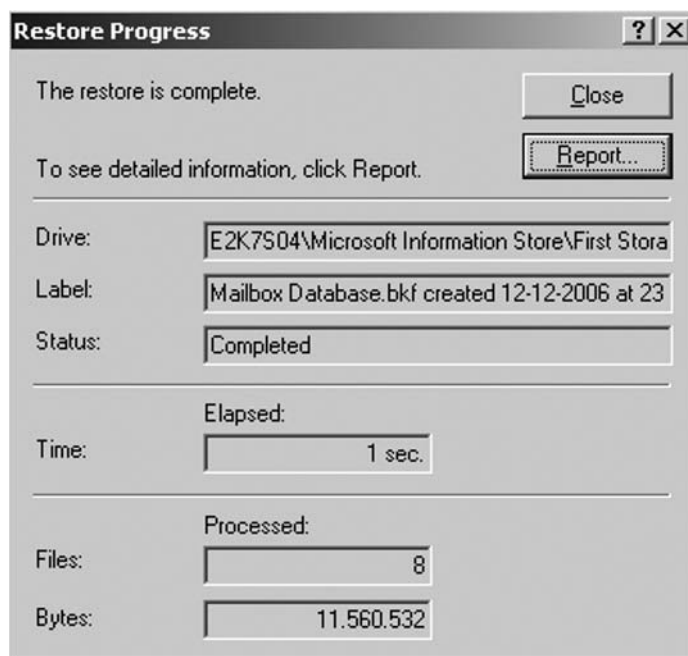 Restore Progress
The restore is complete.
Close
To see detailed information, click Report.
Report...
Drive: E2K7S04\Microsoft Information Store\First Stora
Label: Mailbox Database.bkf created 12-12-2006 at 23
Status: Completed
Elapsed:
Time: 1 sec.
Processed:
Files: 8
Bytes: 11.560.532